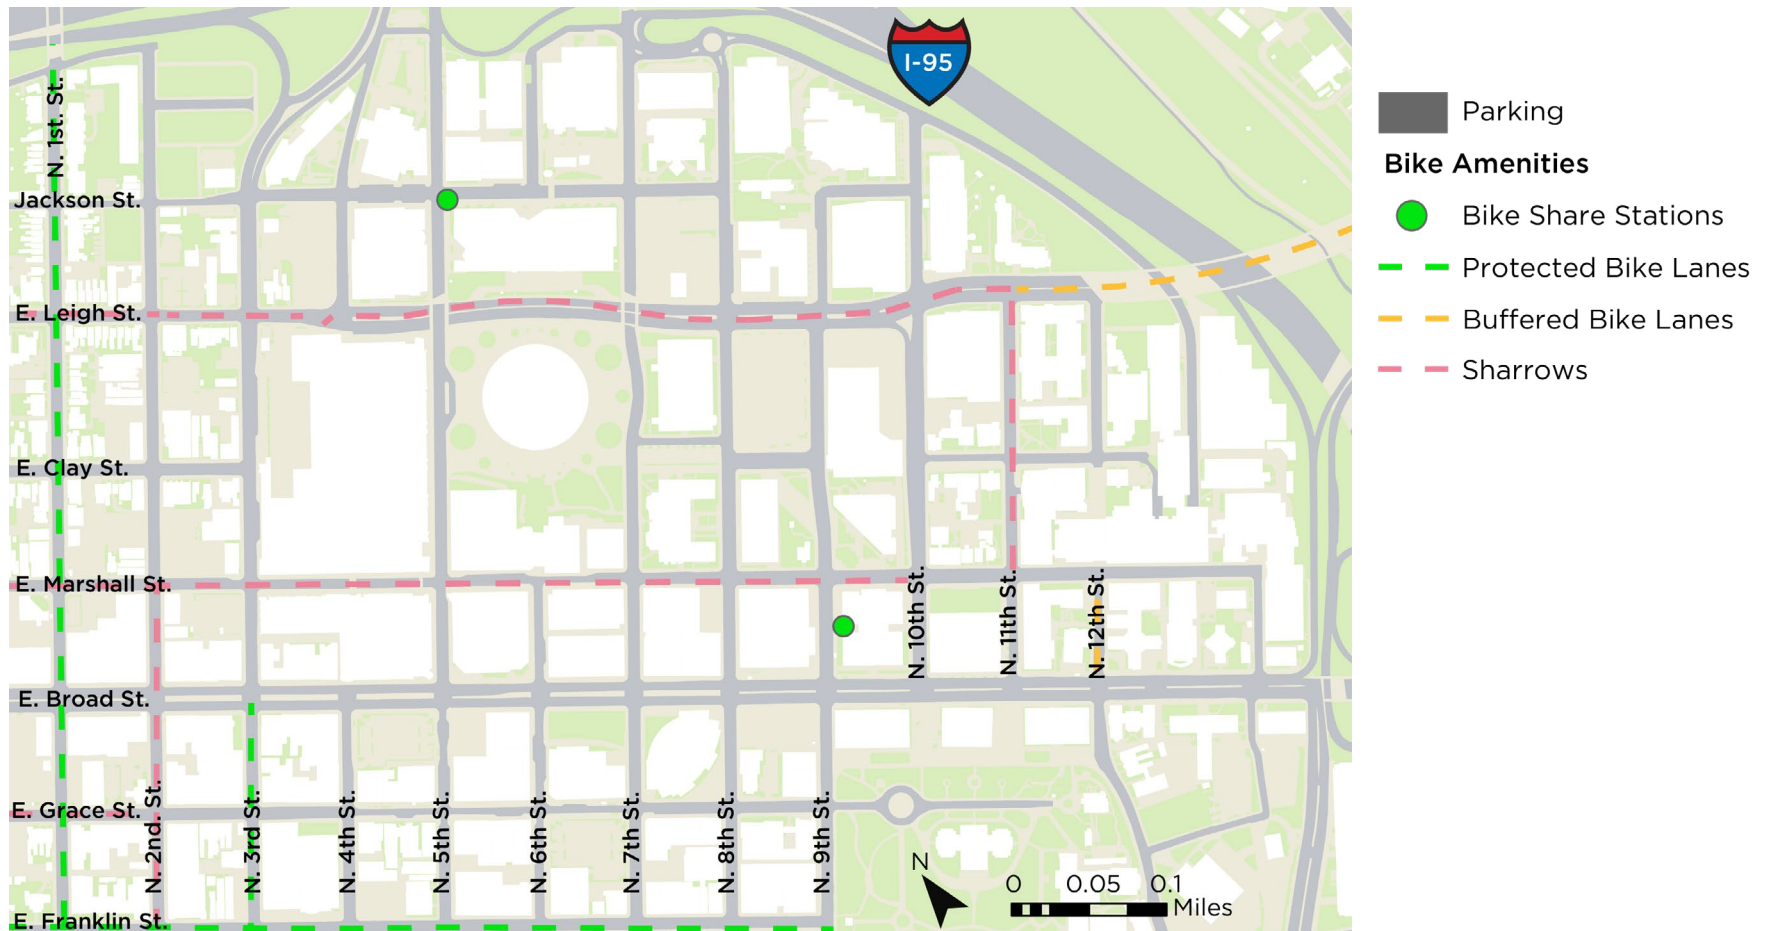 I-95
N. 1st. St.
Jackson St.
E. Leigh St.
E. Clay St.
E. Marshall St.
N. 10th St.
N. 11th St.
N. 12th St.
E. Broad St.
E. Grace St.
N. 2nd. St.
N. 3rd St.
N. 4th St.
N. 5th St.
N. 6th St.
N. 7th St.
N. 8th St.
N. 9th St.
E. Franklin St.
N
0 0.05 0.1
Miles
Parking
Bike Amenities
Bike Share Stations
Protected Bike Lanes
Buffered Bike Lanes
Sharrows